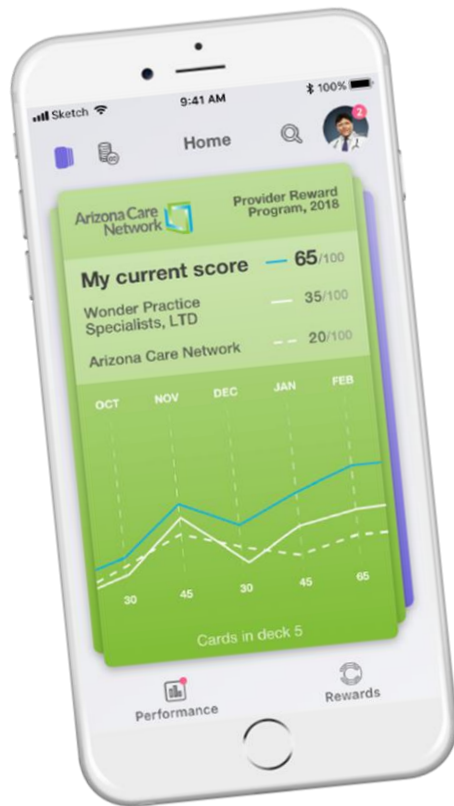 Sketch
9:41 AM
100%
Home
2
Arizona Care
Network
Provider Reward
Program, 2018
My current score
65/100
Wonder Practice
Specialists, LTD
35/100
Arizona Care Network
20/100
OCT NOV DEC JAN FEB
30 45 30 45 65
Cards in deck 5
Performance
Rewards